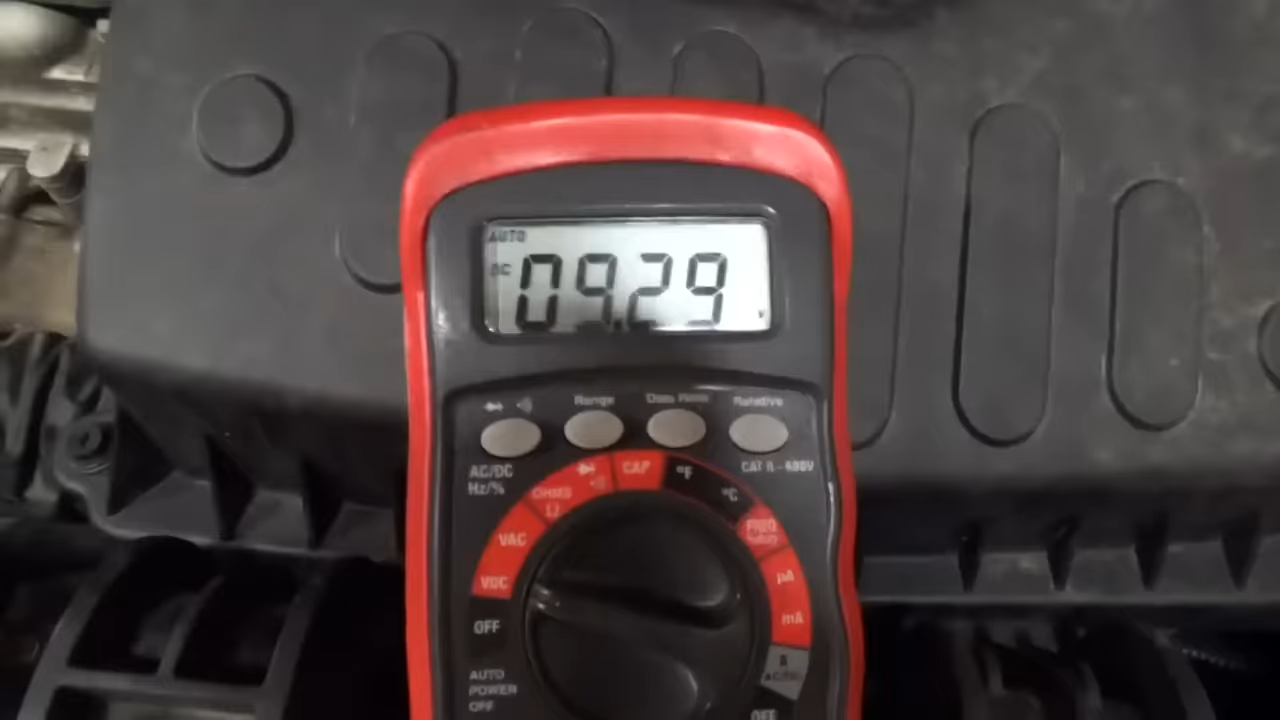 AUTO
DC 09.29
Range Relative
AC/DC
Hz/%
CAT II - 600V
CAP
°F
°C
OHMS
Ω
VAC
VDC
µA
mA
OFF
AUTO
POWER
OFF
OFF